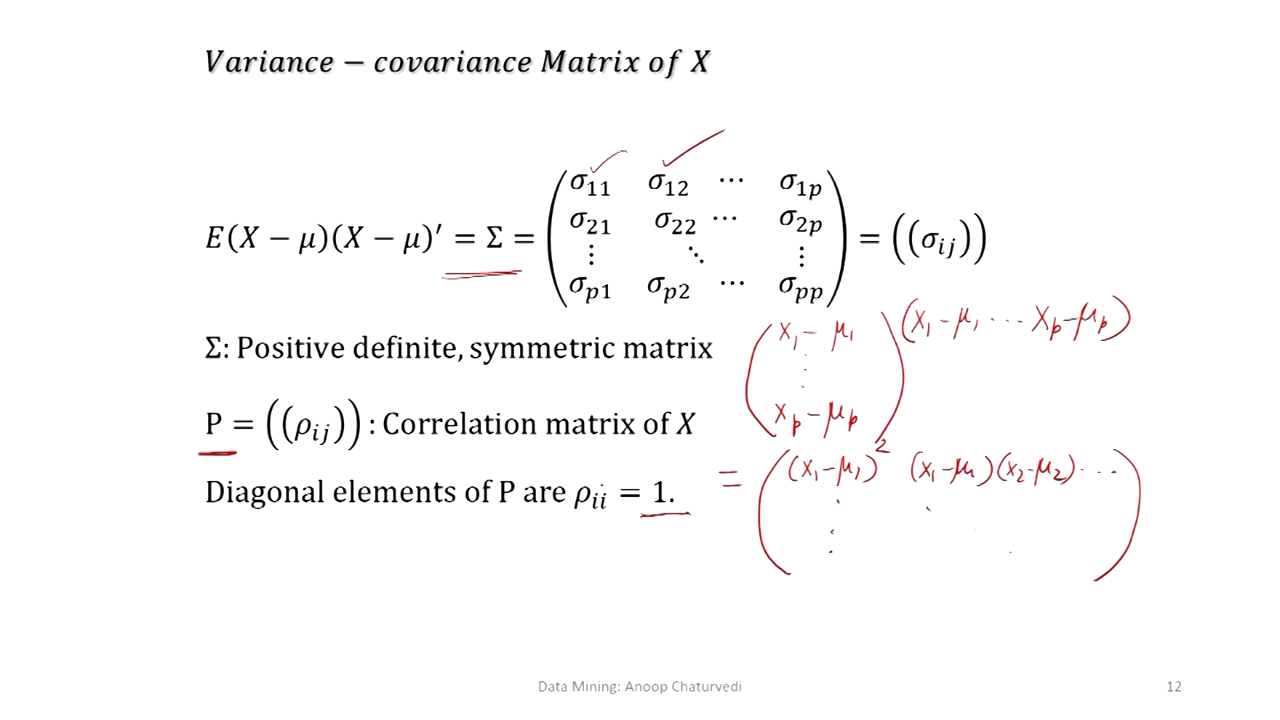 Variance − covariance Matrix of X
σ₁₁ σ₁₂ ⋯ σ₁ₚ
σ₂₁ σ₂₂ ⋯ σ₂ₚ
E(X − μ)(X − μ)′ = Σ = ( ⋮ ⋱ ⋮ ) = ((σᵢⱼ))
σₚ₁ σₚ₂ ⋯ σₚₚ
(x₁ − μ₁ ⋯ xₚ − μₚ)
x₁ − μ₁
⋮
xₚ − μₚ
Σ: Positive definite, symmetric matrix
P = ((ρᵢⱼ)) : Correlation matrix of X
= ( (x₁ − μ₁)² (x₁ − μ₁)(x₂ − μ₂) ⋯ )
Diagonal elements of P are ρᵢᵢ = 1.
Data Mining: Anoop Chaturvedi
12